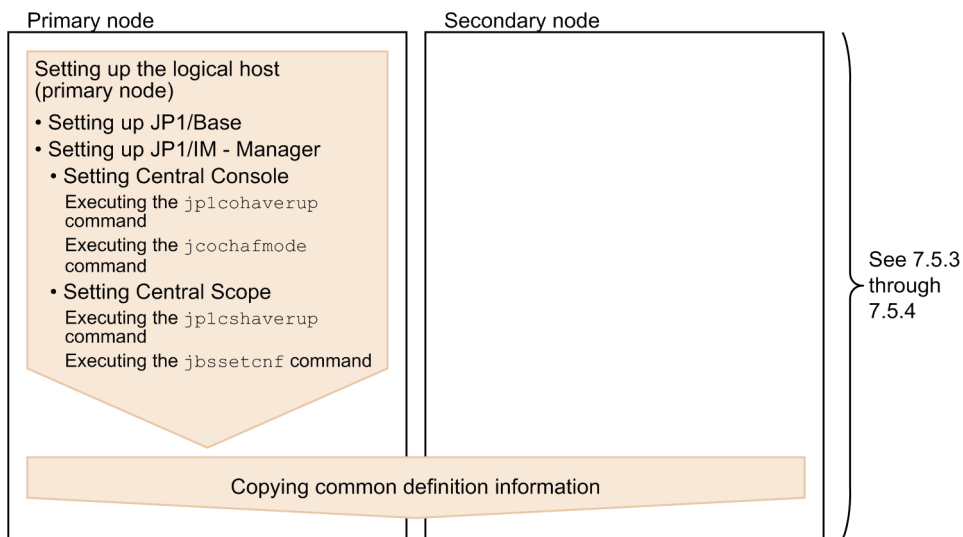 Primary node
Secondary node
Setting up the logical host
(primary node)
• Setting up JP1/Base
• Setting up JP1/IM - Manager
• Setting Central Console
Executing the jp1cohaverup
command
Executing the jcochafmode
command
• Setting Central Scope
Executing the jp1cshaverup
command
Executing the jbssetcnf command
See 7.5.3
through
7.5.4
Copying common definition information